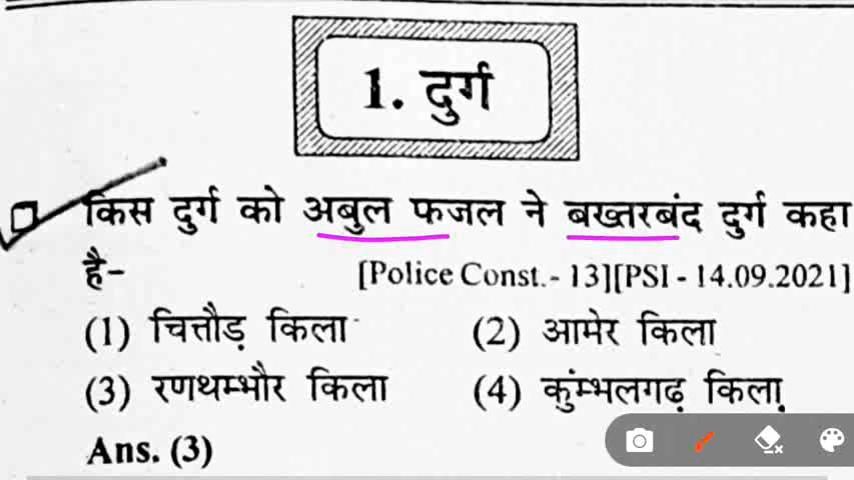 1. दुर्ग
किस दुर्ग को अबुल फजल ने बख्तरबंद दुर्ग कहा
है- [Police Const.- 13][PSI - 14.09.2021]
(1) चित्तौड़ किला (2) आमेर किला
(3) रणथम्भौर किला (4) कुंम्भलगढ़ किला
Ans. (3)